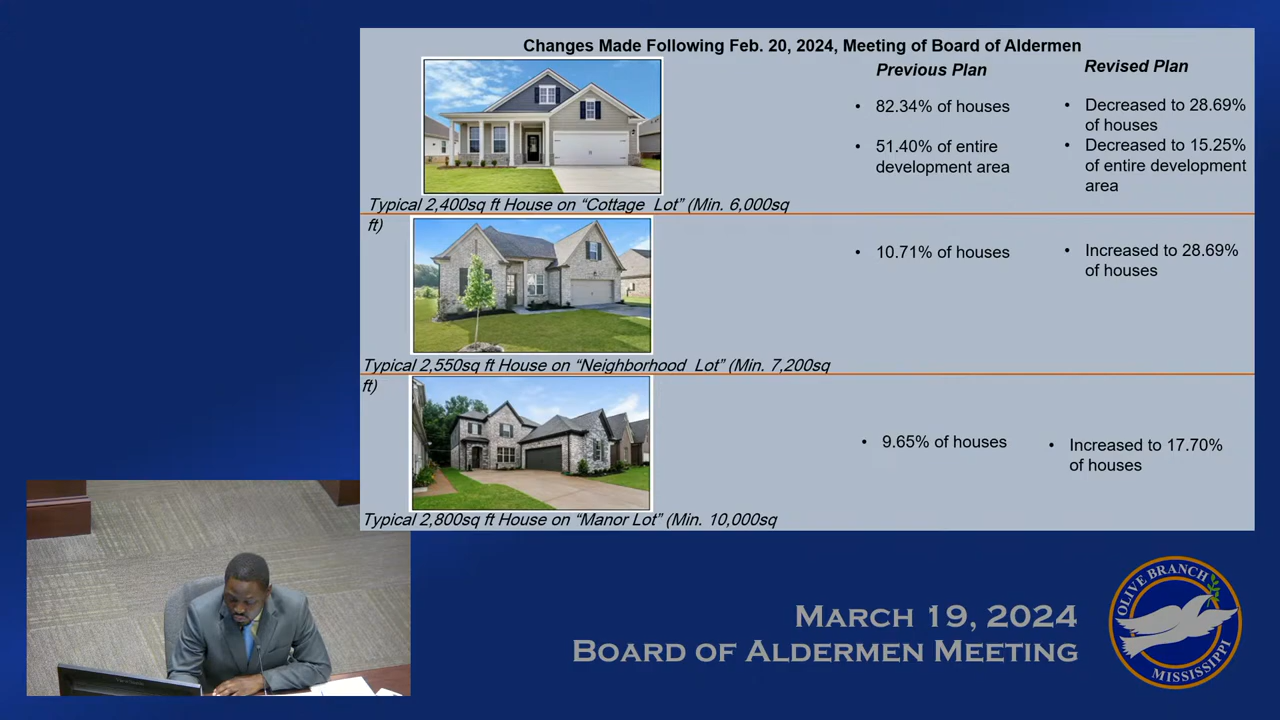 Changes Made Following Feb. 20, 2024, Meeting of Board of Aldermen
Previous Plan
Revised Plan
• 82.34% of houses
• Decreased to 28.69%
of houses
• 51.40% of entire
development area
• Decreased to 15.25%
of entire development
area
Typical 2,400sq ft House on “Cottage Lot” (Min. 6,000sq
ft)
• 10.71% of houses
• Increased to 28.69%
of houses
Typical 2,550sq ft House on “Neighborhood Lot” (Min. 7,200sq
ft)
• 9.65% of houses
• Increased to 17.70%
of houses
Typical 2,800sq ft House on “Manor Lot” (Min. 10,000sq
MARCH 19, 2024
BOARD OF ALDERMEN MEETING
OLIVE BRANCH
MISSISSIPPI